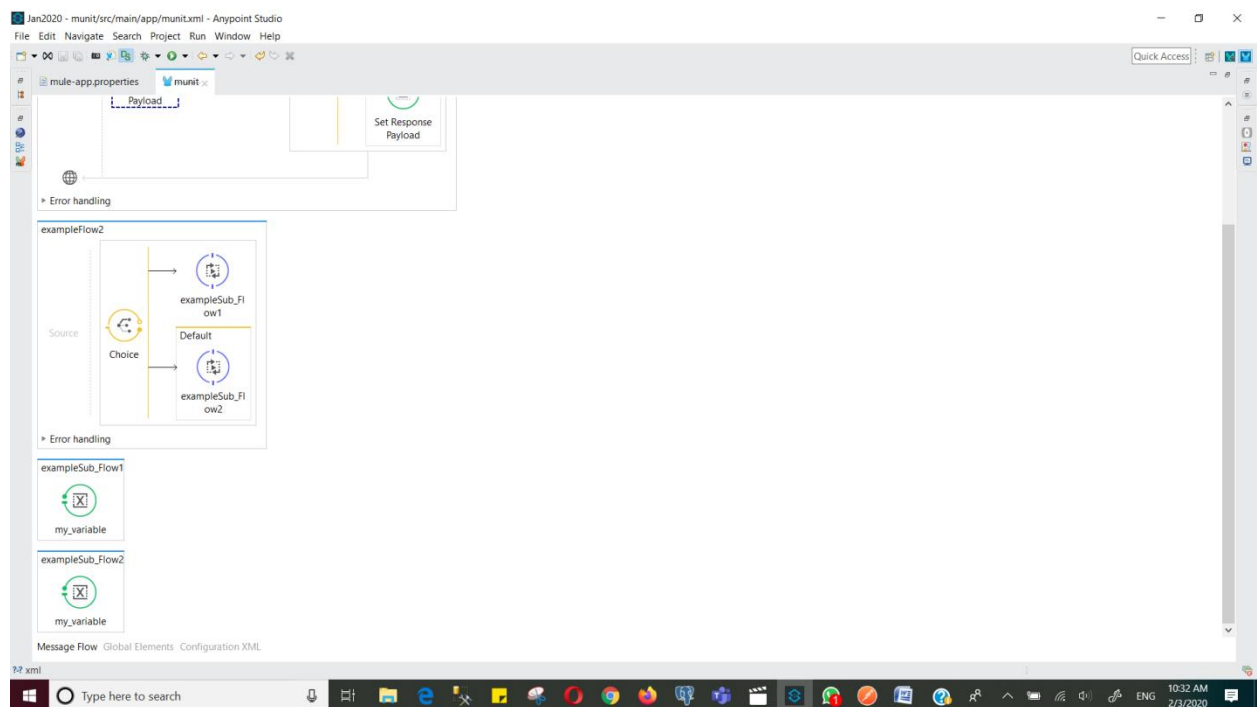 Jan2020 - munit/src/main/app/munit.xml - Anypoint Studio
File Edit Navigate Search Project Run Window Help
Quick Access
mule-app.properties munit
Payload
Set Response
Payload
Error handling
exampleFlow2
exampleSub_Fl
ow1
Source
Default
Choice
exampleSub_Fl
ow2
Error handling
exampleSub_Flow1
my_variable
exampleSub_Flow2
my_variable
Message Flow Global Elements Configuration XML
xml
Type here to search
ENG
10:32 AM
2/3/2020